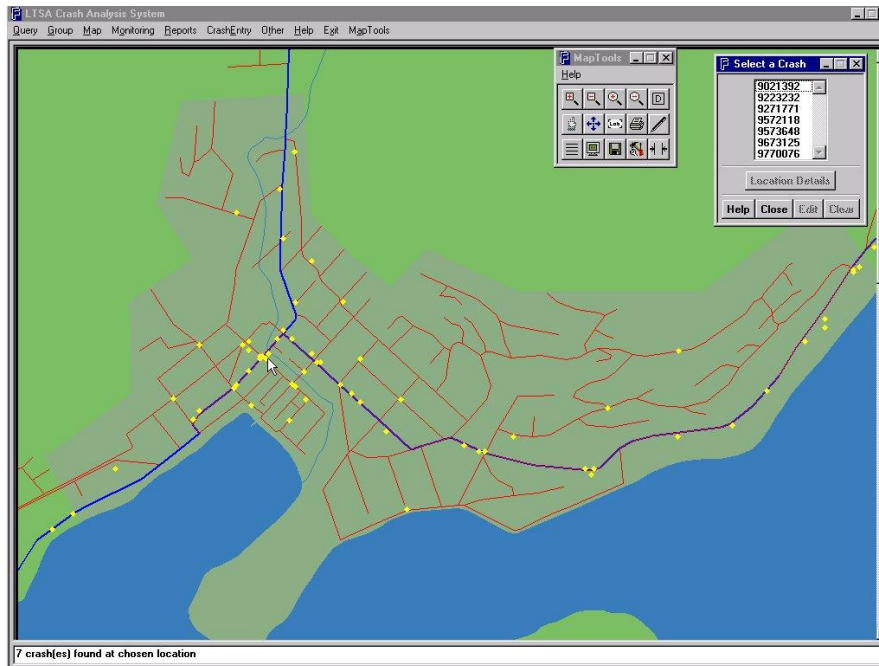 LTSA Crash Analysis System
Query Group Map Monitoring Reports CrashEntry Other Help Exit MapTools
MapTools
Help
D
Lab
Select a Crash
9021392
9223232
9271771
9572118
9573648
9673125
9770076
Location Details
Help Close Edit Clear
7 crash(es) found at chosen location